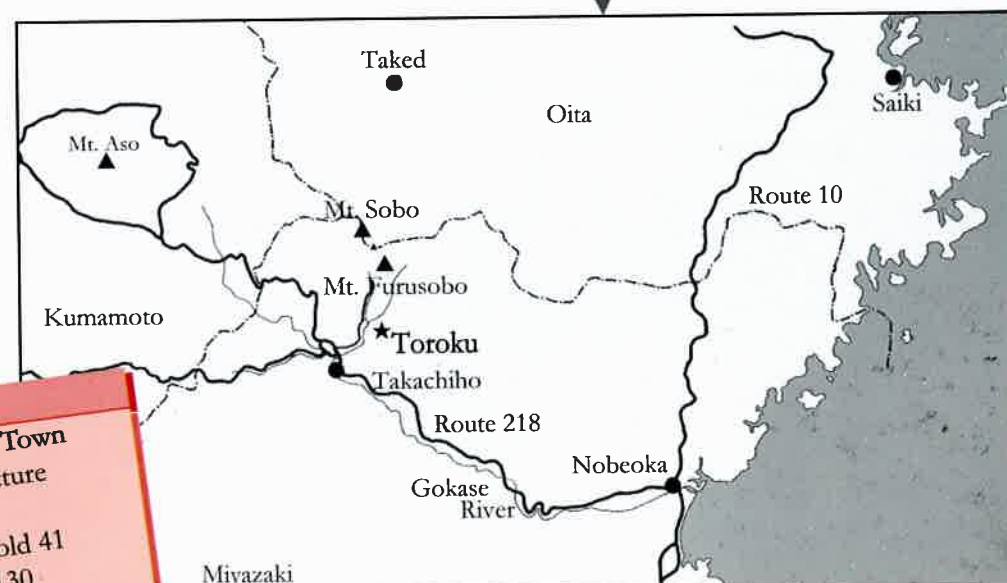 Taked
Oita
Saiki
Mt. Aso
Route 10
Mt. Sobo
Mt. Furusobo
Kumamoto
Toroku
Takachiho
Route 218
Nobeoka
Gokase
River
Miyazaki
Town
cture
old 41
30